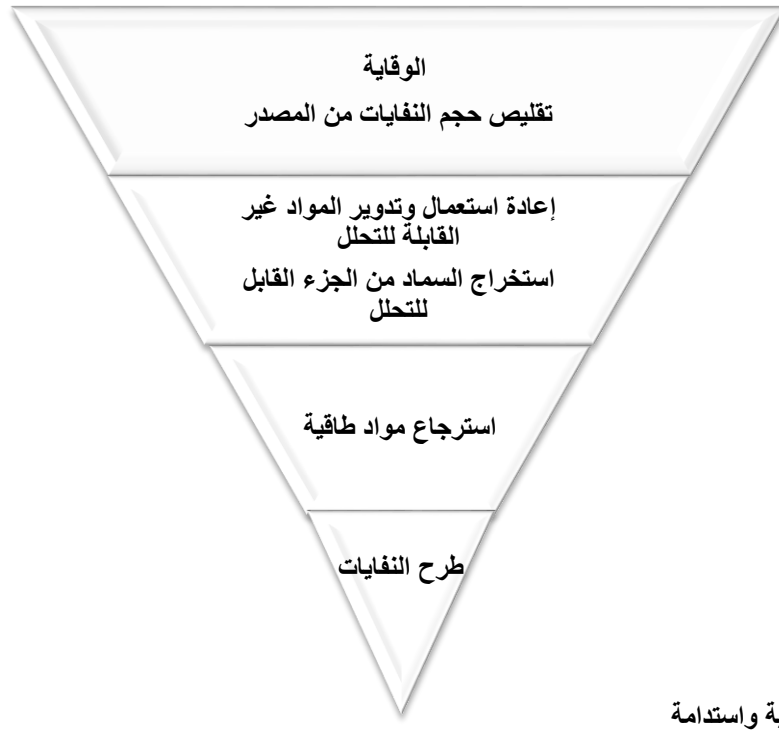 الوقاية
تقليص حجم النفايات من المصدر
إعادة استعمال وتدوير المواد غير
القابلة للتحلل
استخراج السماد من الجزء القابل
للتحلل
استرجاع مواد طاقية
طرح النفايات
واستدامة